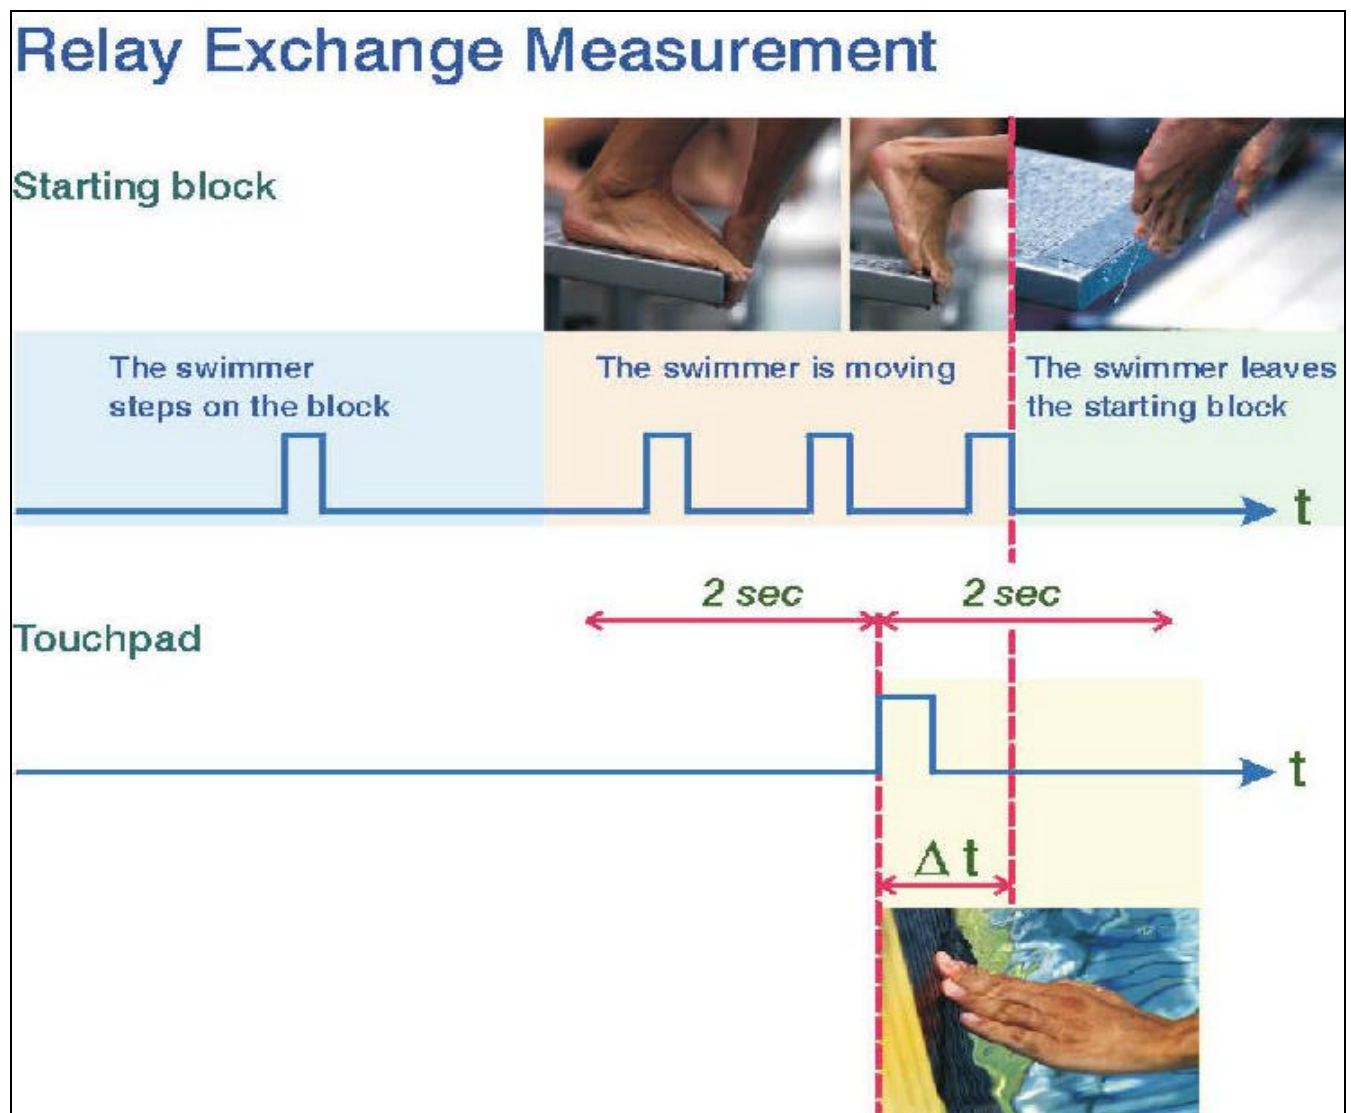 Relay Exchange Measurement
Starting block
The swimmer
steps on the block
The swimmer is moving
The swimmer leaves
the starting block
t
2 sec
2 sec
Touchpad
t
Δ t